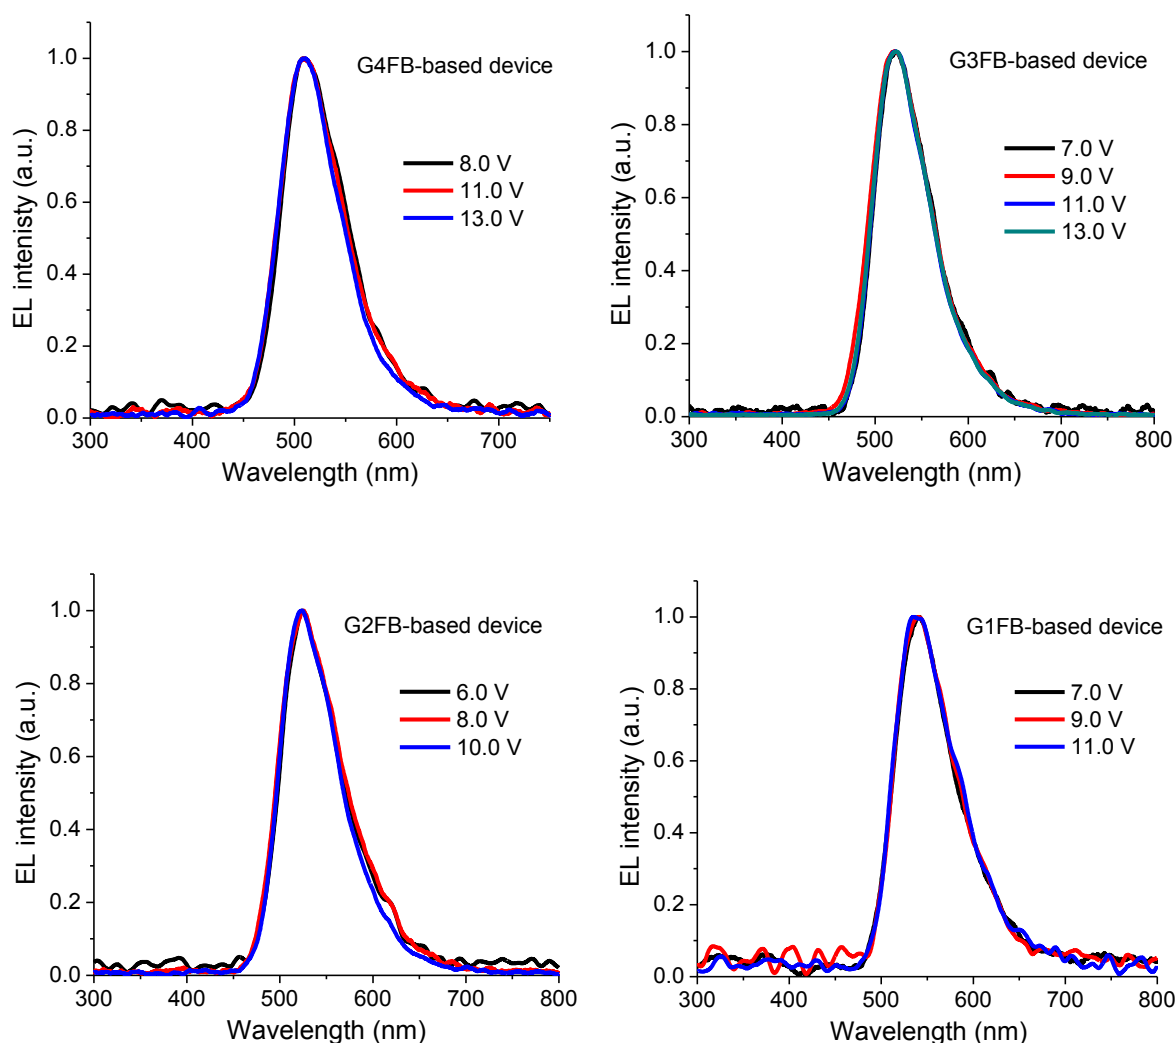 G4FB-based device
8.0 V
11.0 V
13.0 V
EL intenisty (a.u.)
1.0
0.8
0.6
0.4
0.2
0.0
300 400 500 600 700
Wavelength (nm)
G3FB-based device
7.0 V
9.0 V
11.0 V
13.0 V
EL intensity (a.u.)
1.0
0.8
0.6
0.4
0.2
0.0
300 400 500 600 700 800
Wavelength (nm)
G2FB-based device
6.0 V
8.0 V
10.0 V
EL intensity (a.u.)
1.0
0.8
0.6
0.4
0.2
0.0
300 400 500 600 700 800
Wavelength (nm)
G1FB-based device
7.0 V
9.0 V
11.0 V
EL intensity (a.u.)
1.0
0.8
0.6
0.4
0.2
0.0
300 400 500 600 700 800
Wavelength (nm)